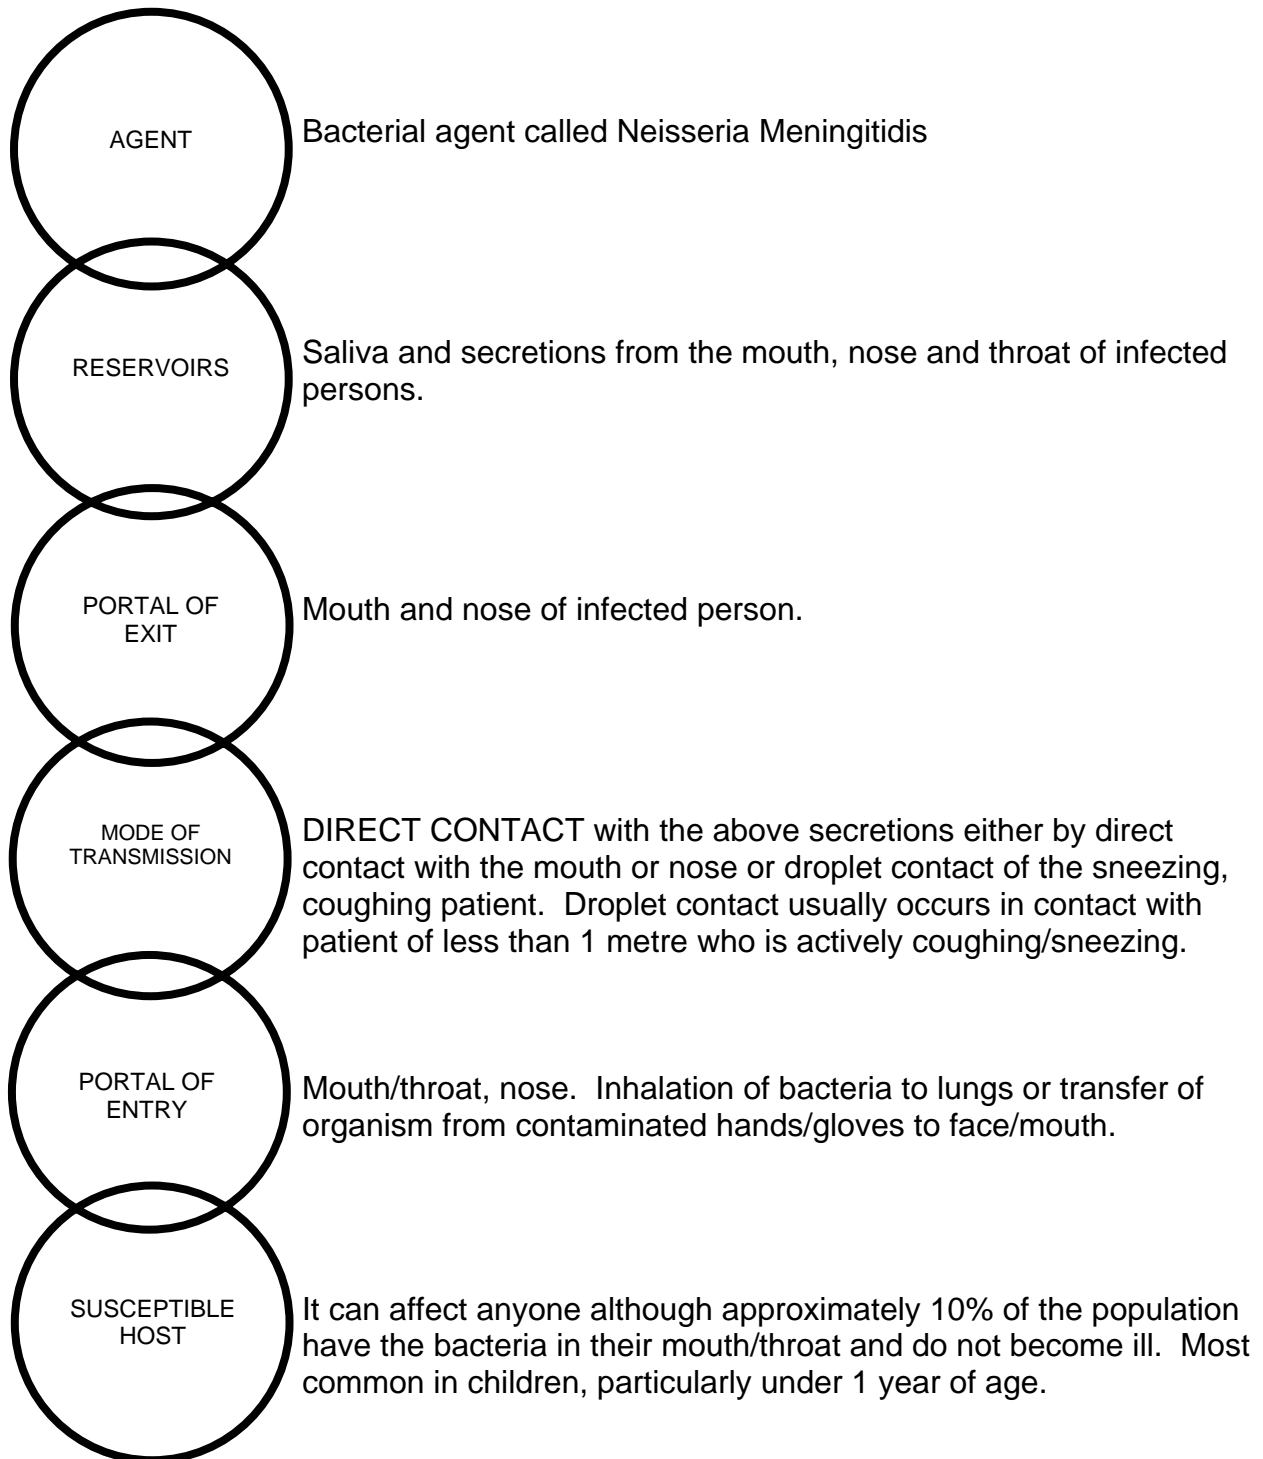 AGENT
Bacterial agent called Neisseria Meningitidis
RESERVOIRS
Saliva and secretions from the mouth, nose and throat of infected
persons.
PORTAL OF
EXIT
Mouth and nose of infected person.
MODE OF
TRANSMISSION
DIRECT CONTACT with the above secretions either by direct
contact with the mouth or nose or droplet contact of the sneezing,
coughing patient.  Droplet contact usually occurs in contact with
patient of less than 1 metre who is actively coughing/sneezing.
PORTAL OF
ENTRY
Mouth/throat, nose.  Inhalation of bacteria to lungs or transfer of
organism from contaminated hands/gloves to face/mouth.
SUSCEPTIBLE
HOST
It can affect anyone although approximately 10% of the population
have the bacteria in their mouth/throat and do not become ill.  Most
common in children, particularly under 1 year of age.